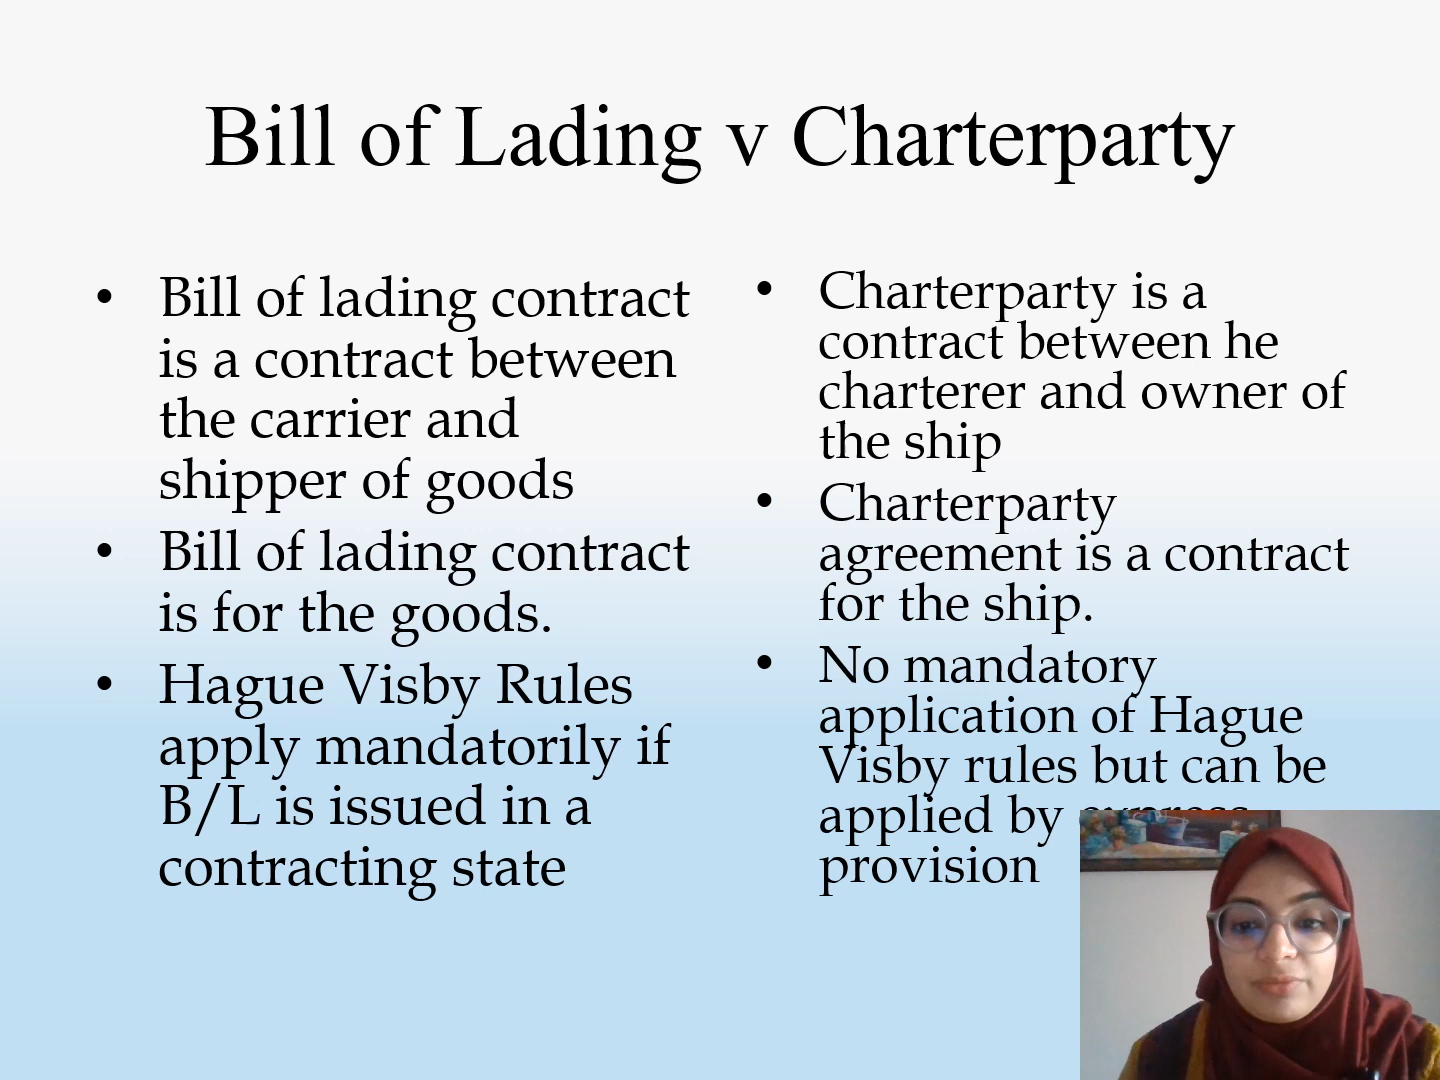 Bill of Lading v Charterparty
• Bill of lading contract
is a contract between
the carrier and
shipper of goods
• Bill of lading contract
is for the goods.
• Hague Visby Rules
apply mandatorily if
B/L is issued in a
contracting state
• Charterparty is a
contract between he
charterer and owner of
the ship
• Charterparty
agreement is a contract
for the ship.
• No mandatory
application of Hague
Visby rules but can be
applied by express
provision